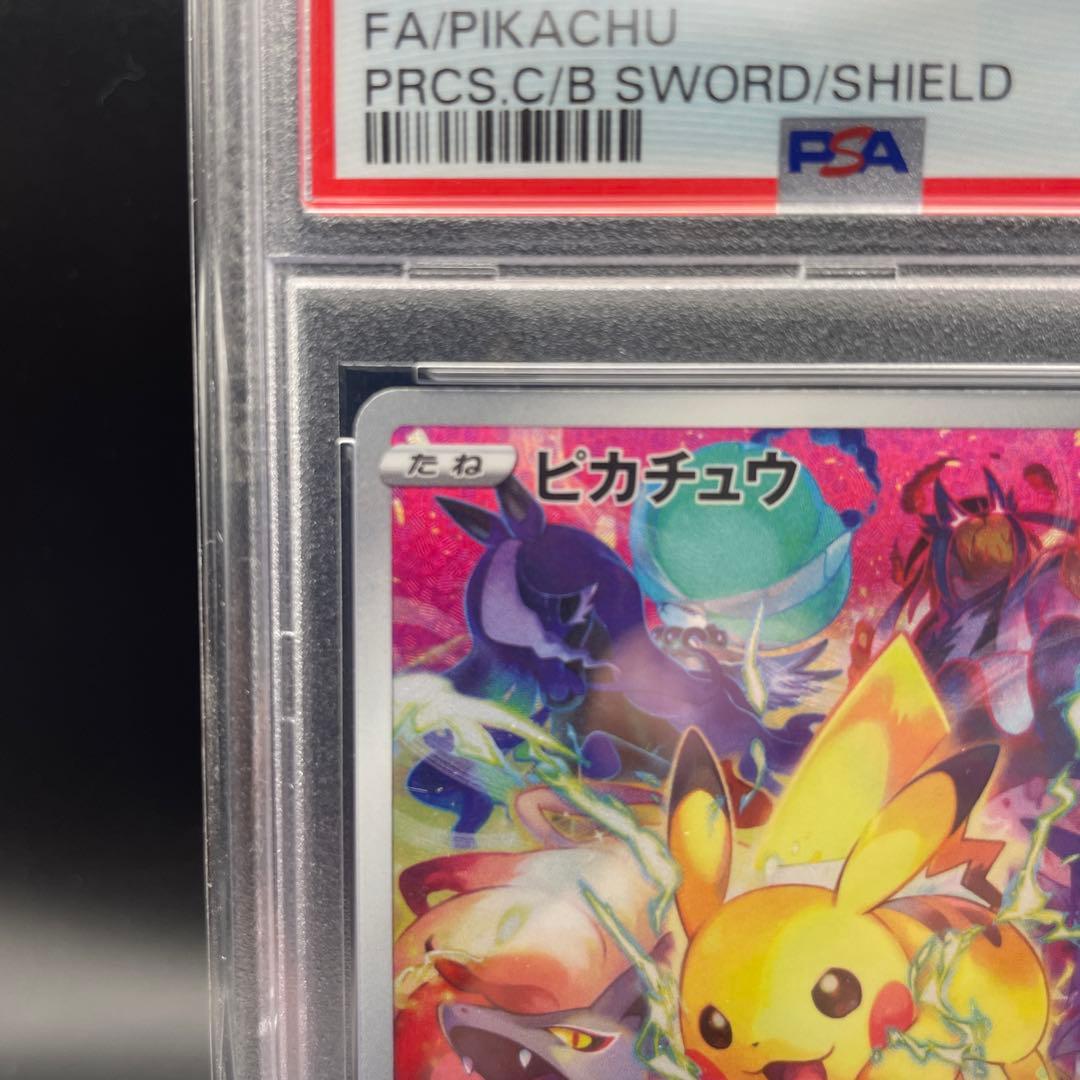 FA/PIKACHU
PRCS.C/B SWORD/SHIELD
PSA
たね ピカチュウ